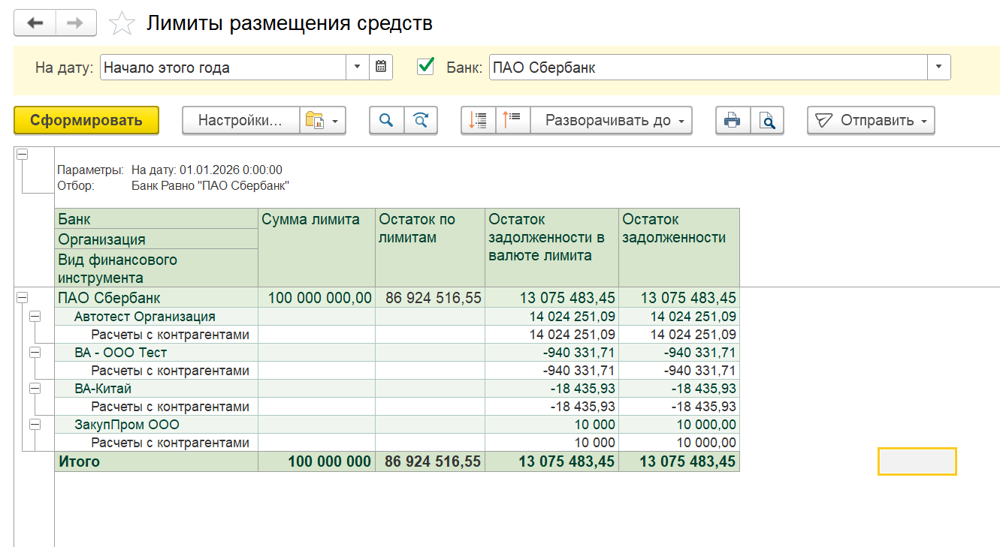 Лимиты размещения средств
На дату: Начало этого года Банк: ПАО Сбербанк
Сформировать Настройки... Разворачивать до Отправить
Параметры: На дату: 01.01.2026 0:00:00
Отбор: Банк Равно "ПАО Сбербанк"
Банк Сумма лимита Остаток по Остаток Остаток
Организация лимитам задолженности в задолженности
Вид финансового валюте лимита
инструмента
ПАО Сбербанк 100 000 000,00 86 924 516,55 13 075 483,45 13 075 483,45
Автотест Организация 14 024 251,09 14 024 251,09
Расчеты с контрагентами 14 024 251,09 14 024 251,09
ВА - ООО Тест -940 331,71 -940 331,71
Расчеты с контрагентами -940 331,71 -940 331,71
ВА-Китай -18 435,93 -18 435,93
Расчеты с контрагентами -18 435,93 -18 435,93
ЗакупПром ООО 10 000 10 000,00
Расчеты с контрагентами 10 000 10 000,00
Итого 100 000 000 86 924 516,55 13 075 483,45 13 075 483,45